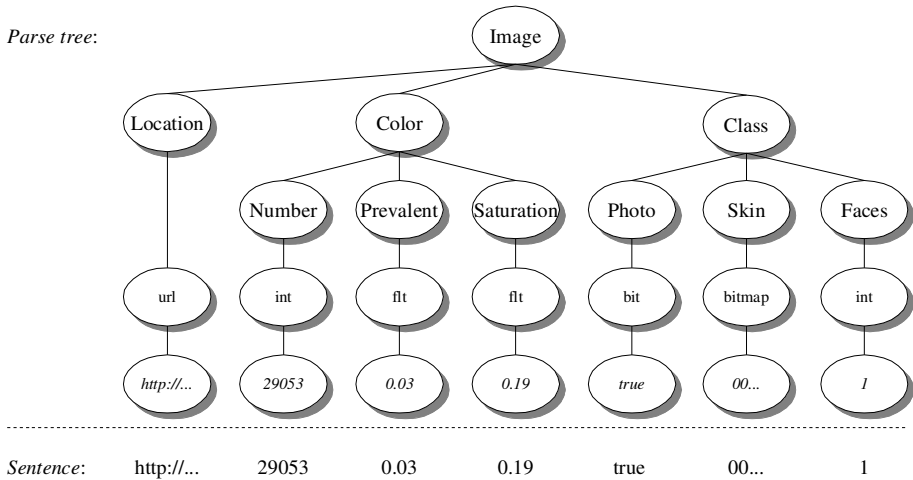 Parse tree: Image
Location Color Class
Number Prevalent Saturation Photo Skin Faces
url int flt flt bit bitmap int
http://... 29053 0.03 0.19 true 00... 1
Sentence: http://... 29053 0.03 0.19 true 00... 1